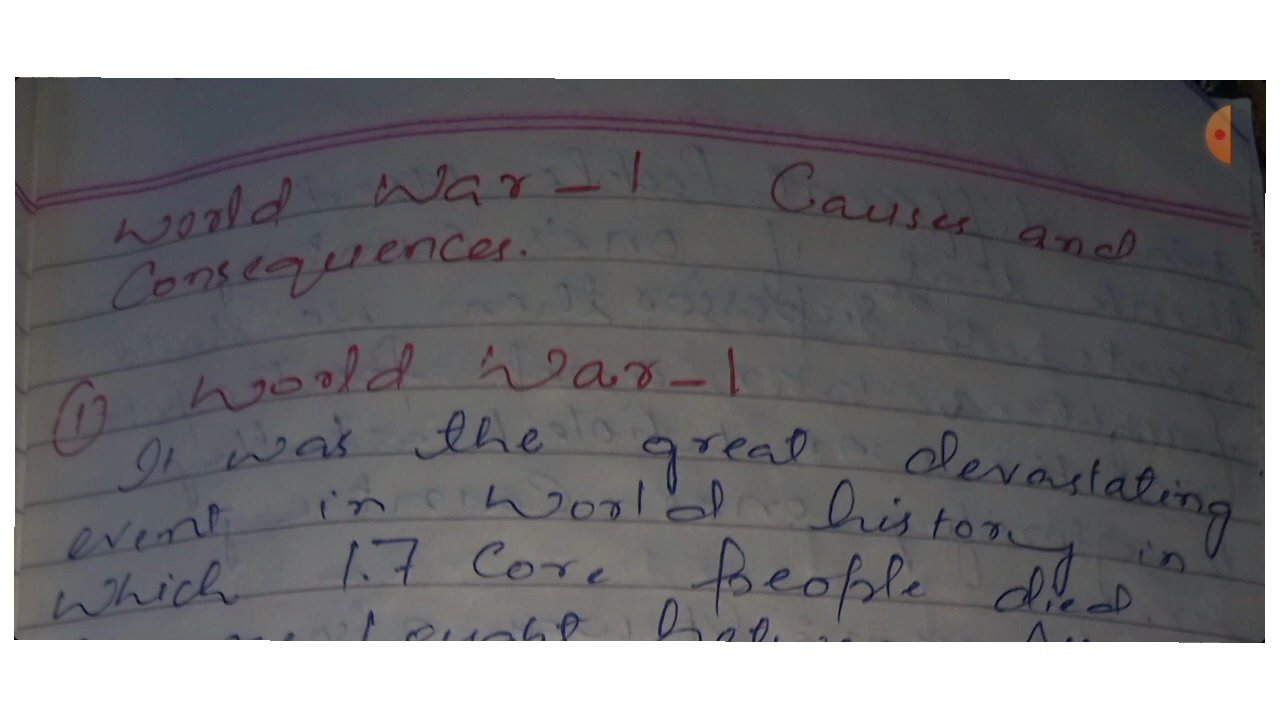 World War-1 Causes and
Consequences.
① World War-1
It was the great devastating
event in World history in
which 1.7 Core People died.